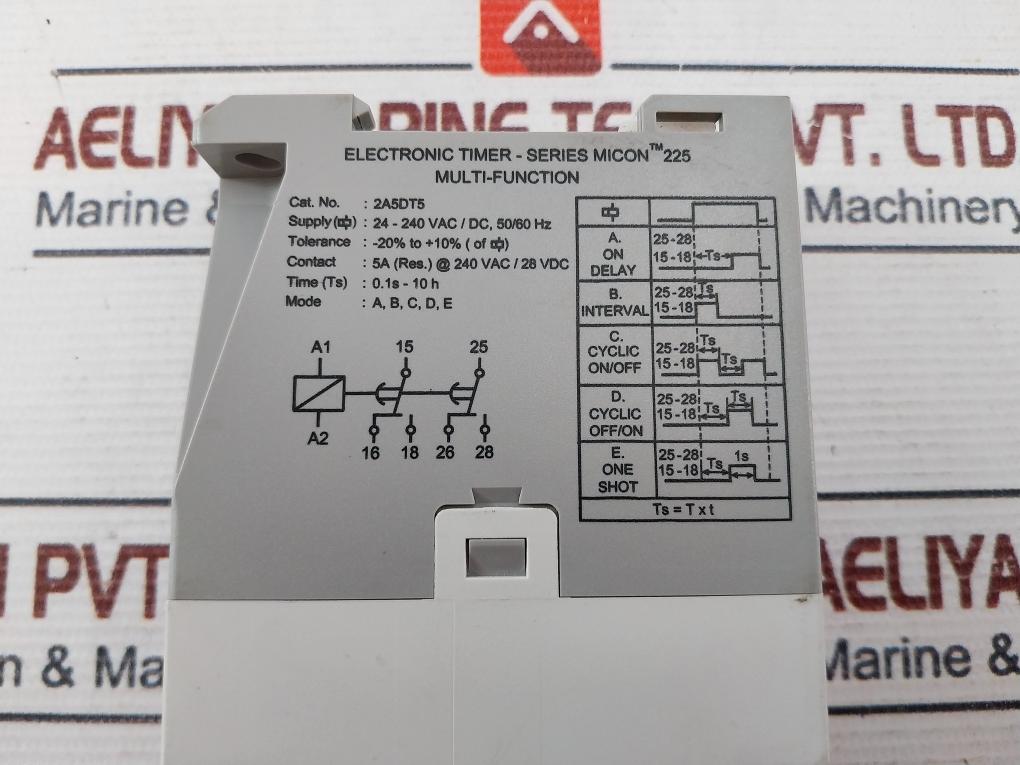 AELIYA MARINE TECH PVT. LTD
Marine &
Machinery
ELECTRONIC TIMER - SERIES MICON™225
MULTI-FUNCTION
Cat. No. : 2A5DT5
Supply ( ) : 24 - 240 VAC / DC, 50/60 Hz
Tolerance : -20% to +10% ( of )
Contact : 5A (Res.) @ 240 VAC / 28 VDC
Time (Ts) : 0.1s - 10 h
Mode : A, B, C, D, E
A1
15
25
A2
16 18 26 28
A.
ON
DELAY
25-28
15-18
Ts
B.
INTERVAL
25-28
15-18
Ts
C.
CYCLIC
ON/OFF
25-28
15-18
Ts
Ts
D.
CYCLIC
OFF/ON
25-28
15-18
Ts
Ts
E.
ONE
SHOT
25-28
15-18
Ts
1s
Ts = T x t
H PVT
AELIYA
n & Ma
Marine &